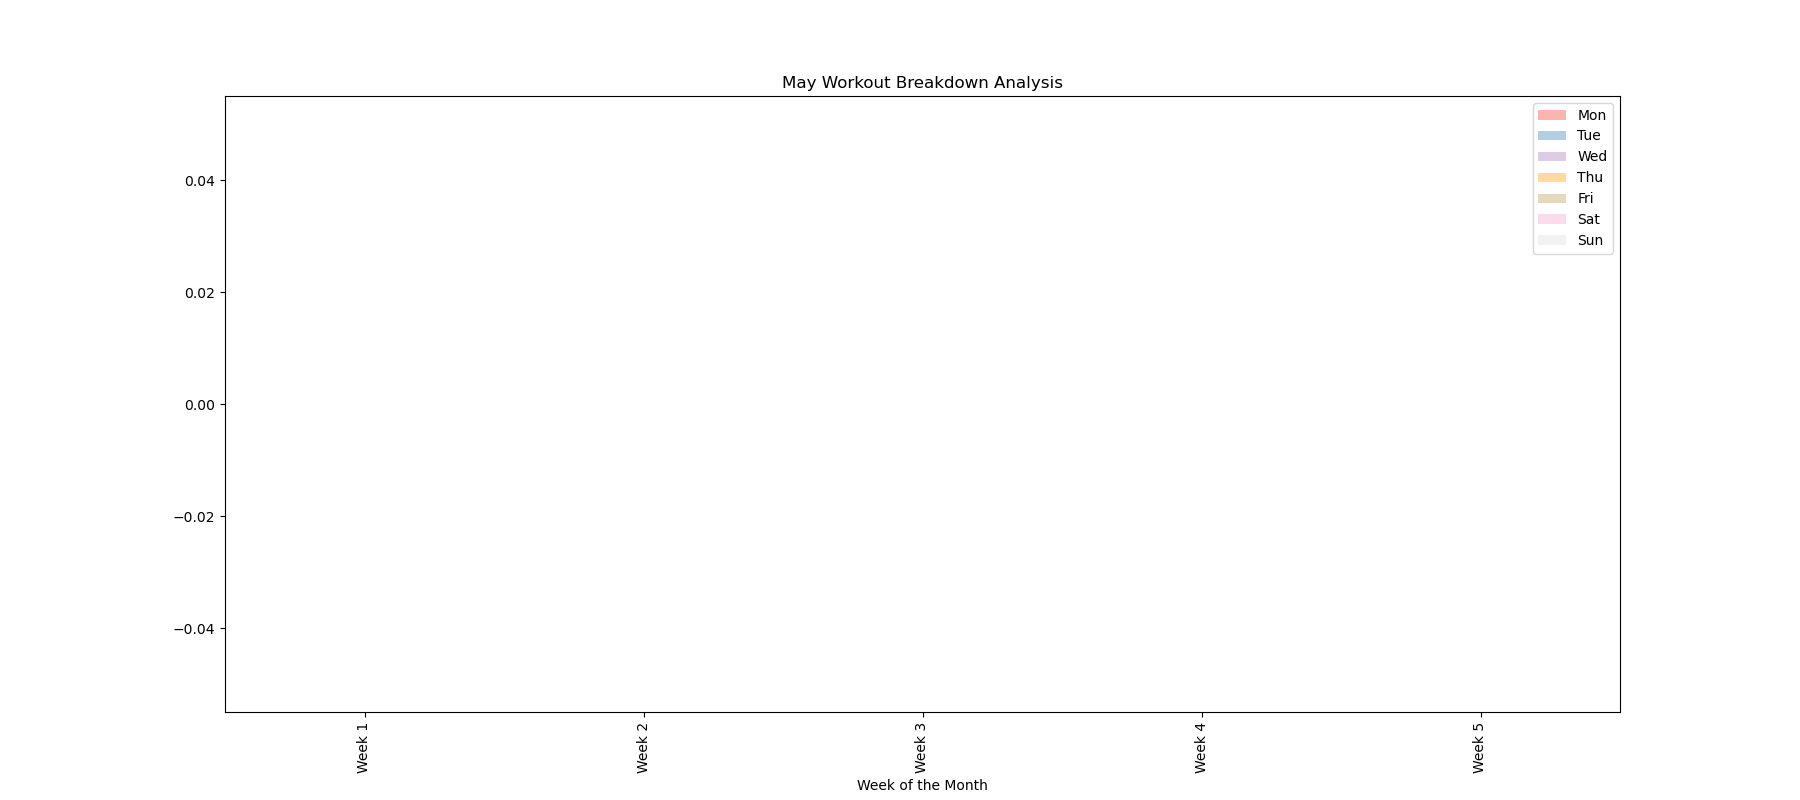 May Workout Breakdown Analysis
Mon
Tue
Wed
Thu
Fri
Sat
Sun
0.04
0.02
0.00
−0.02
−0.04
Week 1
Week 2
Week 3
Week 4
Week 5
Week of the Month